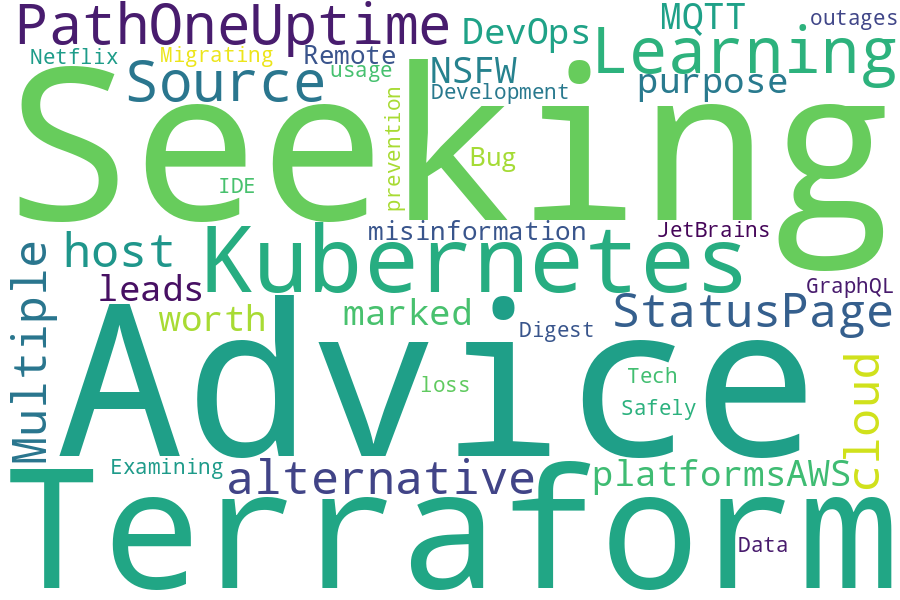 PathOneUptime
DevOps
MQTT
outages
Netflix
Migrating
Remote
Learning
Source
usage
NSFW
purpose
Development
Seeking
prevention
Bug
IDE
misinformation
JetBrains
host
Kubernetes
Multiple
leads
GraphQL
worth
marked
StatusPage
Digest
Advice
cloud
loss
Tech
Safely
Examining
alternative
platformsAWS
Terraform
Data